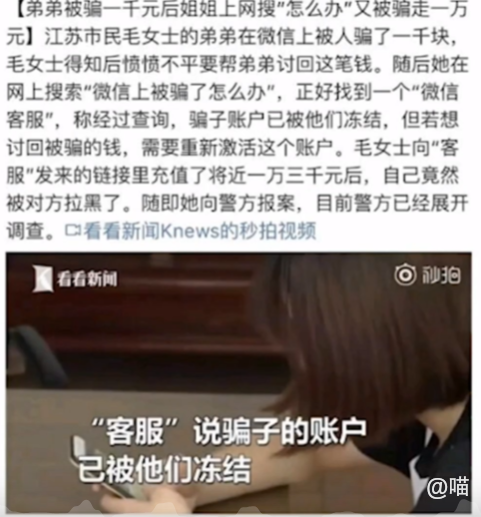 【弟弟被骗一千元后姐姐上网搜“怎么办”又被骗走一万
元】江苏市民毛女士的弟弟在微信上被人骗了一千块，
毛女士得知后愤愤不平要帮弟弟讨回这笔钱。随后她在
网上搜索“微信上被骗了怎么办”，正好找到一个“微信
客服”，称经过查询，骗子账户已被他们冻结，但若想
讨回被骗的钱，需要重新激活这个账户。毛女士向“客
服”发来的链接里充值了将近一万三千元后，自己竟然
被对方拉黑了。随即她向警方报案，目前警方已经展开
调查。看看新闻Knews的秒拍视频
看看新闻
秒拍
“客服”说骗子的账户
已被他们冻结
@喵